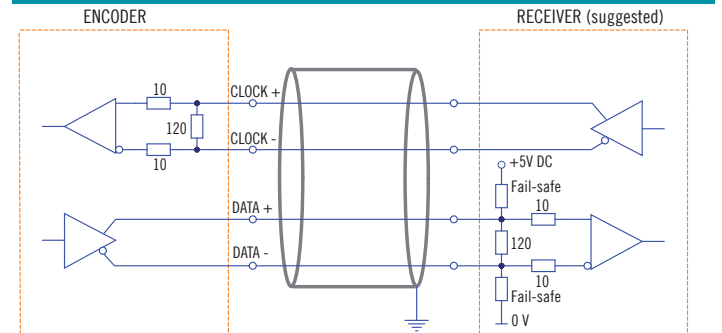 ENCODER
RECEIVER (suggested)
10
CLOCK +
120
CLOCK -
10
+5V DC
Fail-safe
DATA +
10
120
DATA -
10
Fail-safe
0 V